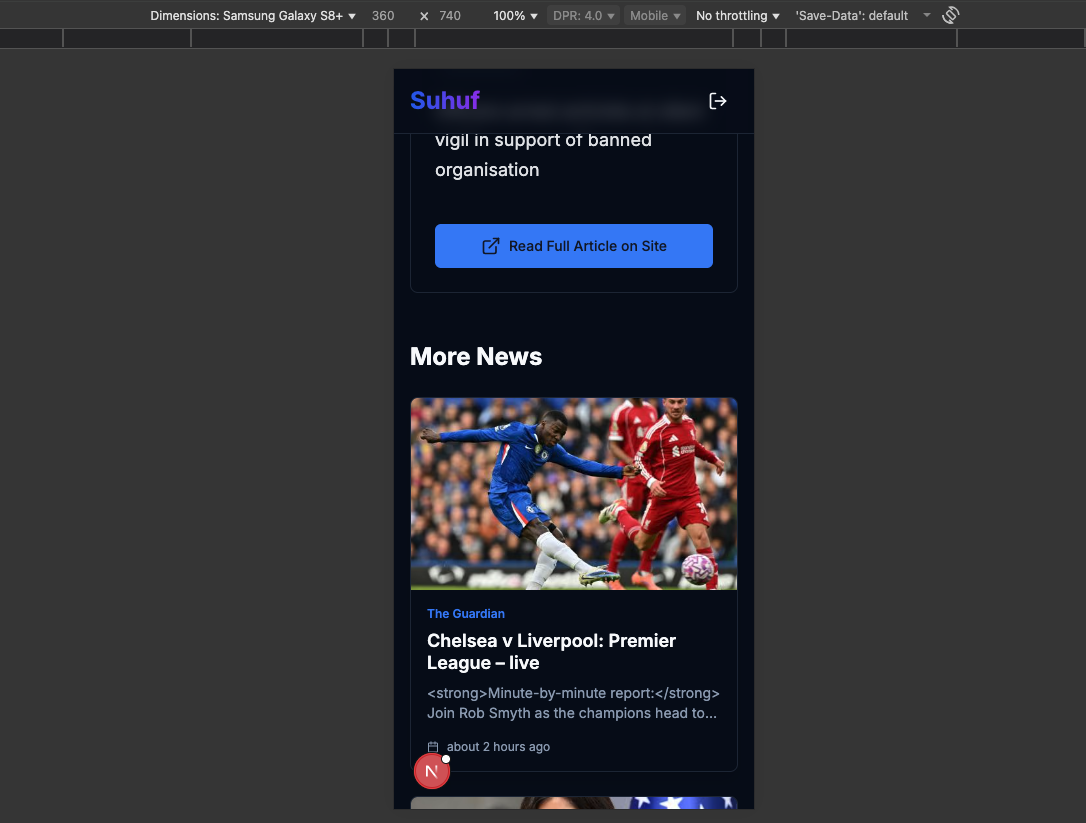 Dimensions: Samsung Galaxy S8+ 360 × 740 100% DPR: 4.0 Mobile No throttling 'Save-Data': default
Suhuf
vigil in support of banned
organisation
Read Full Article on Site
More News
The Guardian
Chelsea v Liverpool: Premier
League – live
<strong>Minute-by-minute report:</strong>
Join Rob Smyth as the champions head to...
about 2 hours ago
N